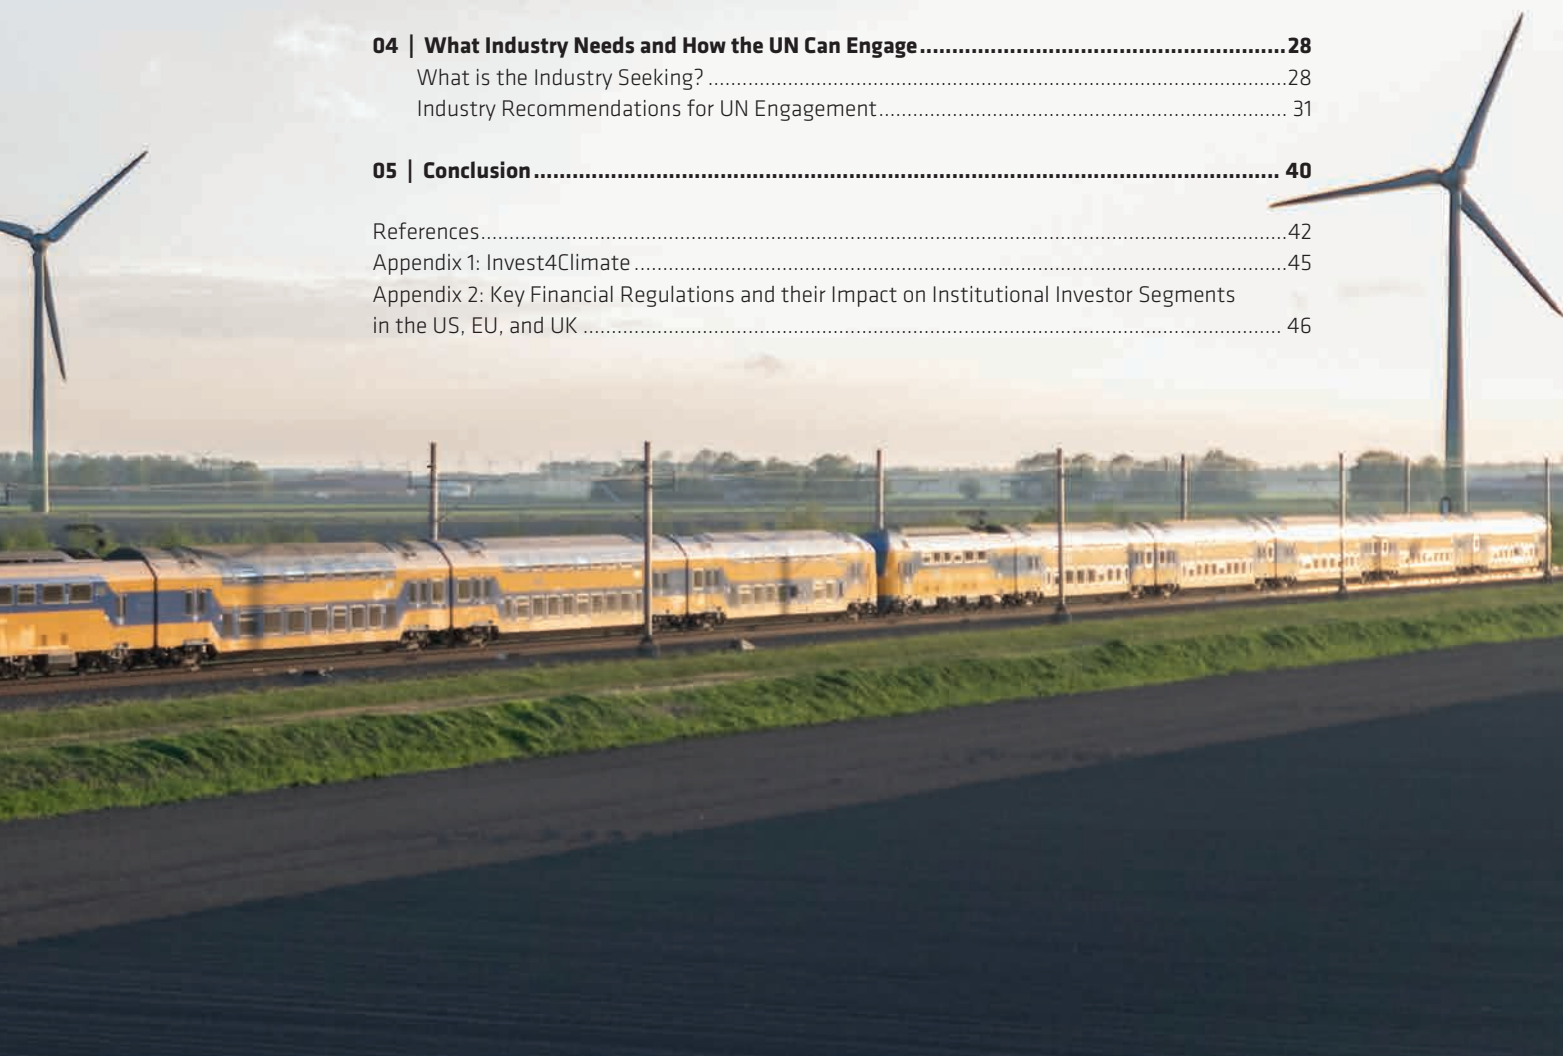 04 | What Industry Needs and How the UN Can Engage..........................................................28
What is the Industry Seeking?......................................................................................................28
Industry Recommendations for UN Engagement........................................................................ 31
05 | Conclusion.................................................................................................................... 40
References..............................................................................................................................................42
Appendix 1: Invest4Climate...................................................................................................................45
Appendix 2: Key Financial Regulations and their Impact on Institutional Investor Segments
in the US, EU, and UK........................................................................................................................... 46